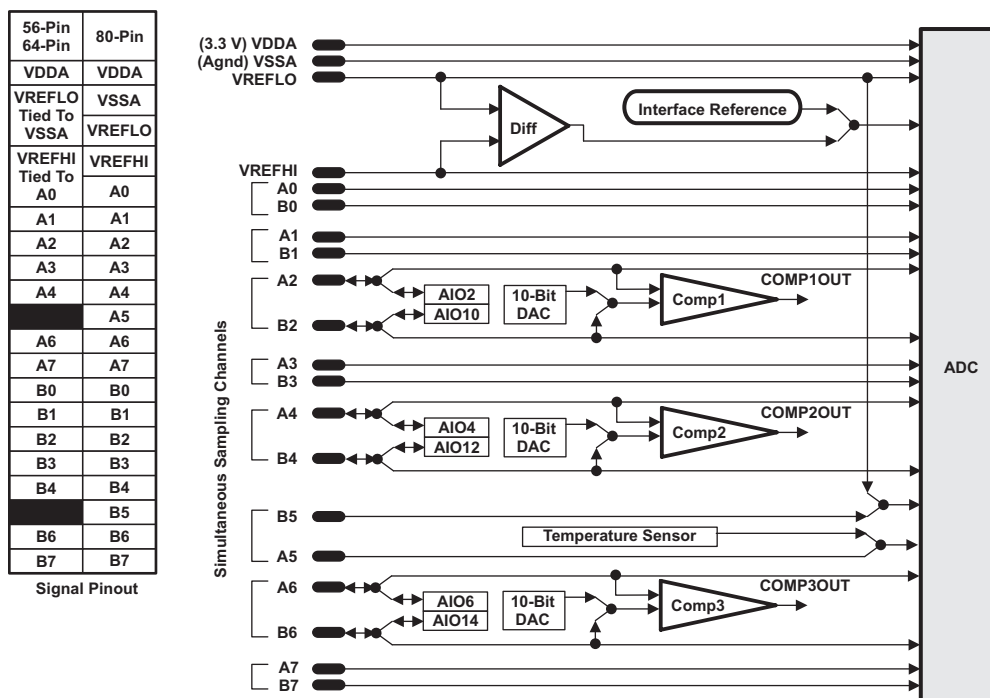 56-Pin
64-Pin
80-Pin
VDDA
VDDA
VREFLO
Tied To
VSSA
VSSA
VREFLO
VREFHI
Tied To
A0
VREFHI
A0
A1
A1
A2
A2
A3
A3
A4
A4
A5
A6
A6
A7
A7
B0
B0
B1
B1
B2
B2
B3
B3
B4
B4
B5
B6
B6
B7
B7
Signal Pinout
(3.3 V) VDDA
(Agnd) VSSA
VREFLO
Diff
Interface Reference
VREFHI
A0
B0
A1
B1
A2
AIO2
AIO10
10-Bit
DAC
Comp1
COMP1OUT
B2
Simultaneous Sampling Channels
A3
B3
ADC
A4
AIO4
AIO12
10-Bit
DAC
Comp2
COMP2OUT
B4
B5
Temperature Sensor
A5
A6
AIO6
AIO14
10-Bit
DAC
Comp3
COMP3OUT
B6
A7
B7